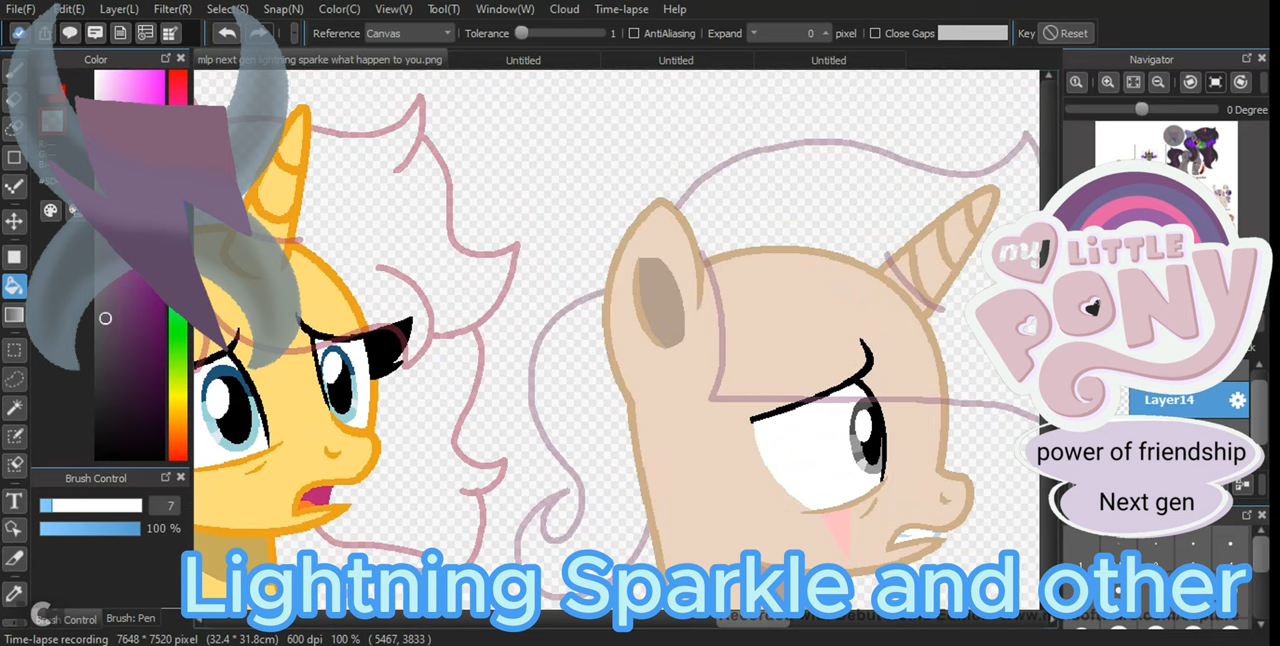 File(F) Edit(E) Layer(L) Filter(R) Select(S) Snap(N) Color(C) View(V) Tool(T) Window(W) Cloud Time-lapse Help
Reference Canvas Tolerance 1 AntiAliasing Expand 0 pixel Close Gaps Key Reset
Color
mlp next gen lightning sparke what happen to you.png Untitled Untitled Untitled
Navigator
0 Degree
my LITTLE PONY
Layer14
power of friendship
Next gen
Brush Control
7
100 %
Lightning Sparkle and other
Brush Control Brush: Pen
Time-lapse recording 7648 * 7520 pixel (32.4 * 31.8cm) 600 dpi 100 % ( 5467, 3833 )